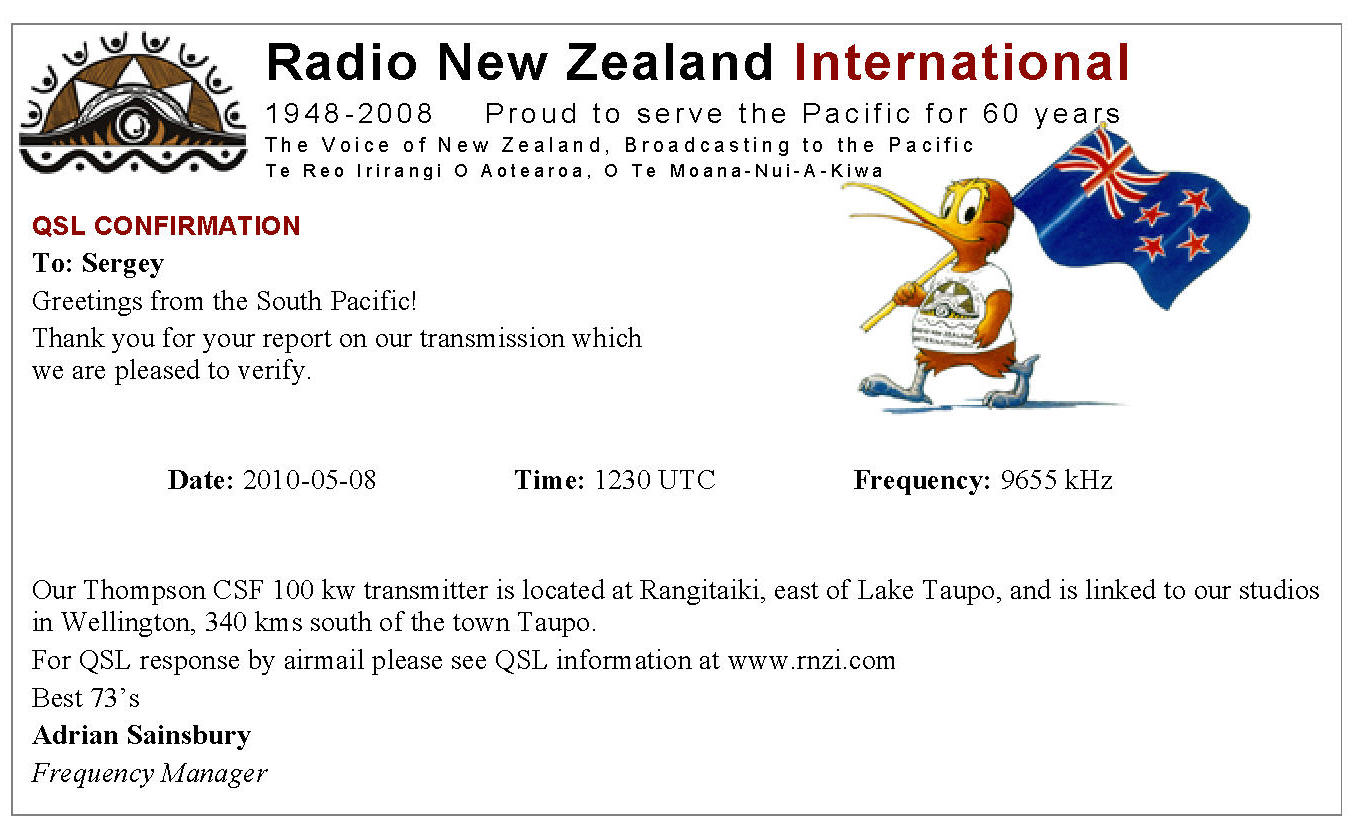 Radio New Zealand International
1948-2008 Proud to serve the Pacific for 60 years
The Voice of New Zealand, Broadcasting to the Pacific
Te Reo Irirangi O Aotearoa, O Te Moana-Nui-A-Kiwa
QSL CONFIRMATION
To: Sergey
Greetings from the South Pacific!
Thank you for your report on our transmission which
we are pleased to verify.
RADIO NEW ZEALAND
INTERNATIONAL
Date: 2010-05-08 Time: 1230 UTC Frequency: 9655 kHz
Our Thompson CSF 100 kw transmitter is located at Rangitaiki, east of Lake Taupo, and is linked to our studios
in Wellington, 340 kms south of the town Taupo.
For QSL response by airmail please see QSL information at www.rnzi.com
Best 73’s
Adrian Sainsbury
Frequency Manager